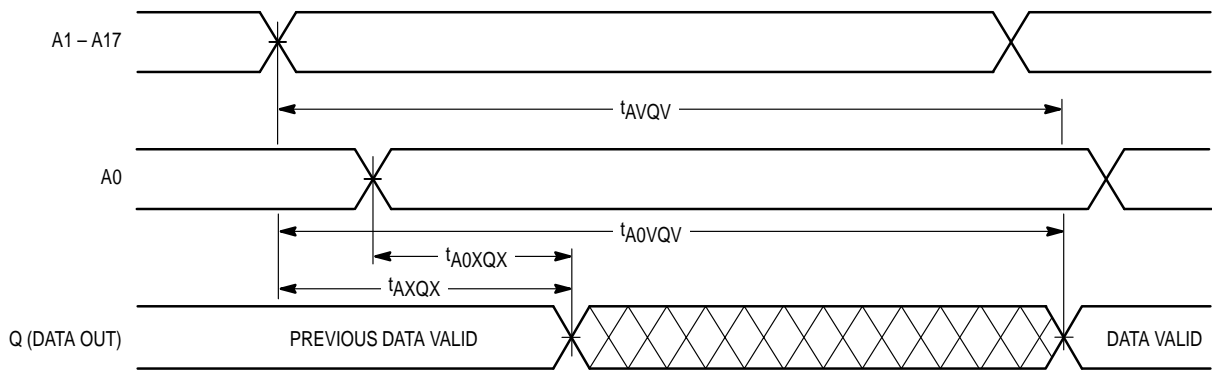 A1 – A17
tAVQV
A0
tA0VQV
tA0XQX
tAXQX
Q (DATA OUT)
PREVIOUS DATA VALID
DATA VALID